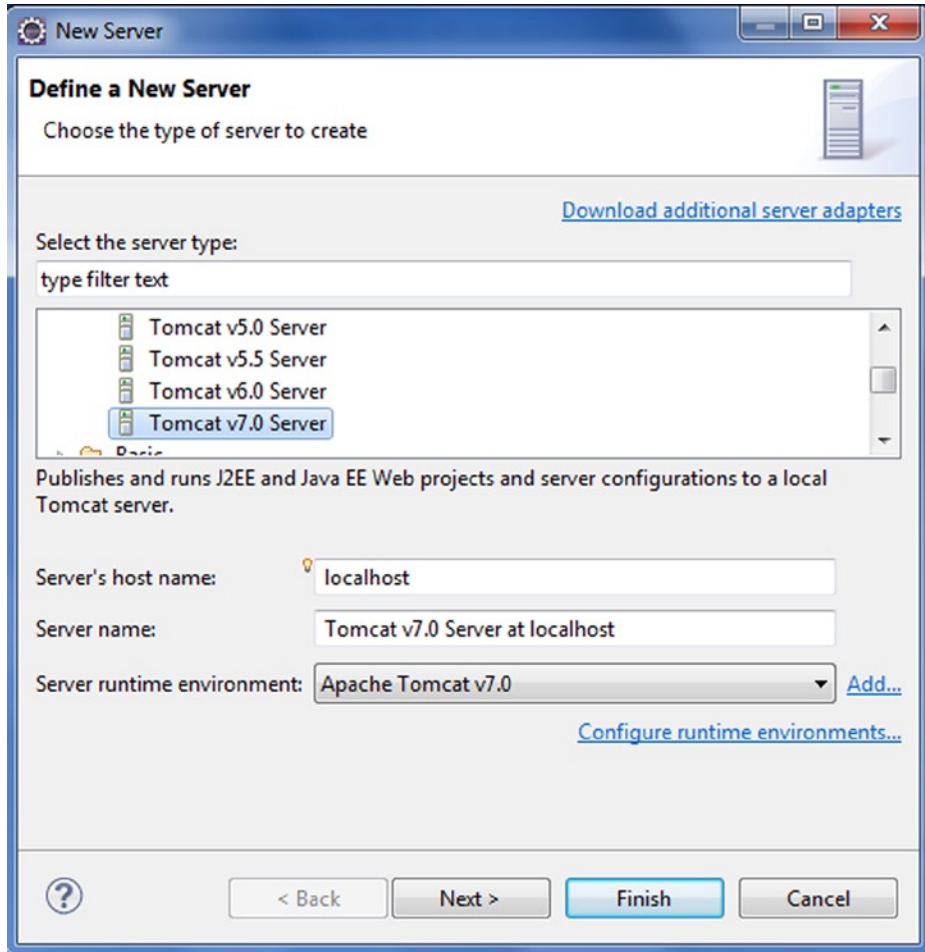 New Server
Define a New Server
Choose the type of server to create
Download additional server adapters
Select the server type:
type filter text
Tomcat v5.0 Server
Tomcat v5.5 Server
Tomcat v6.0 Server
Tomcat v7.0 Server
Basic
Publishes and runs J2EE and Java EE Web projects and server configurations to a local
Tomcat server.
Server's host name: localhost
Server name: Tomcat v7.0 Server at localhost
Server runtime environment: Apache Tomcat v7.0 Add...
Configure runtime environments...
? < Back Next > Finish Cancel